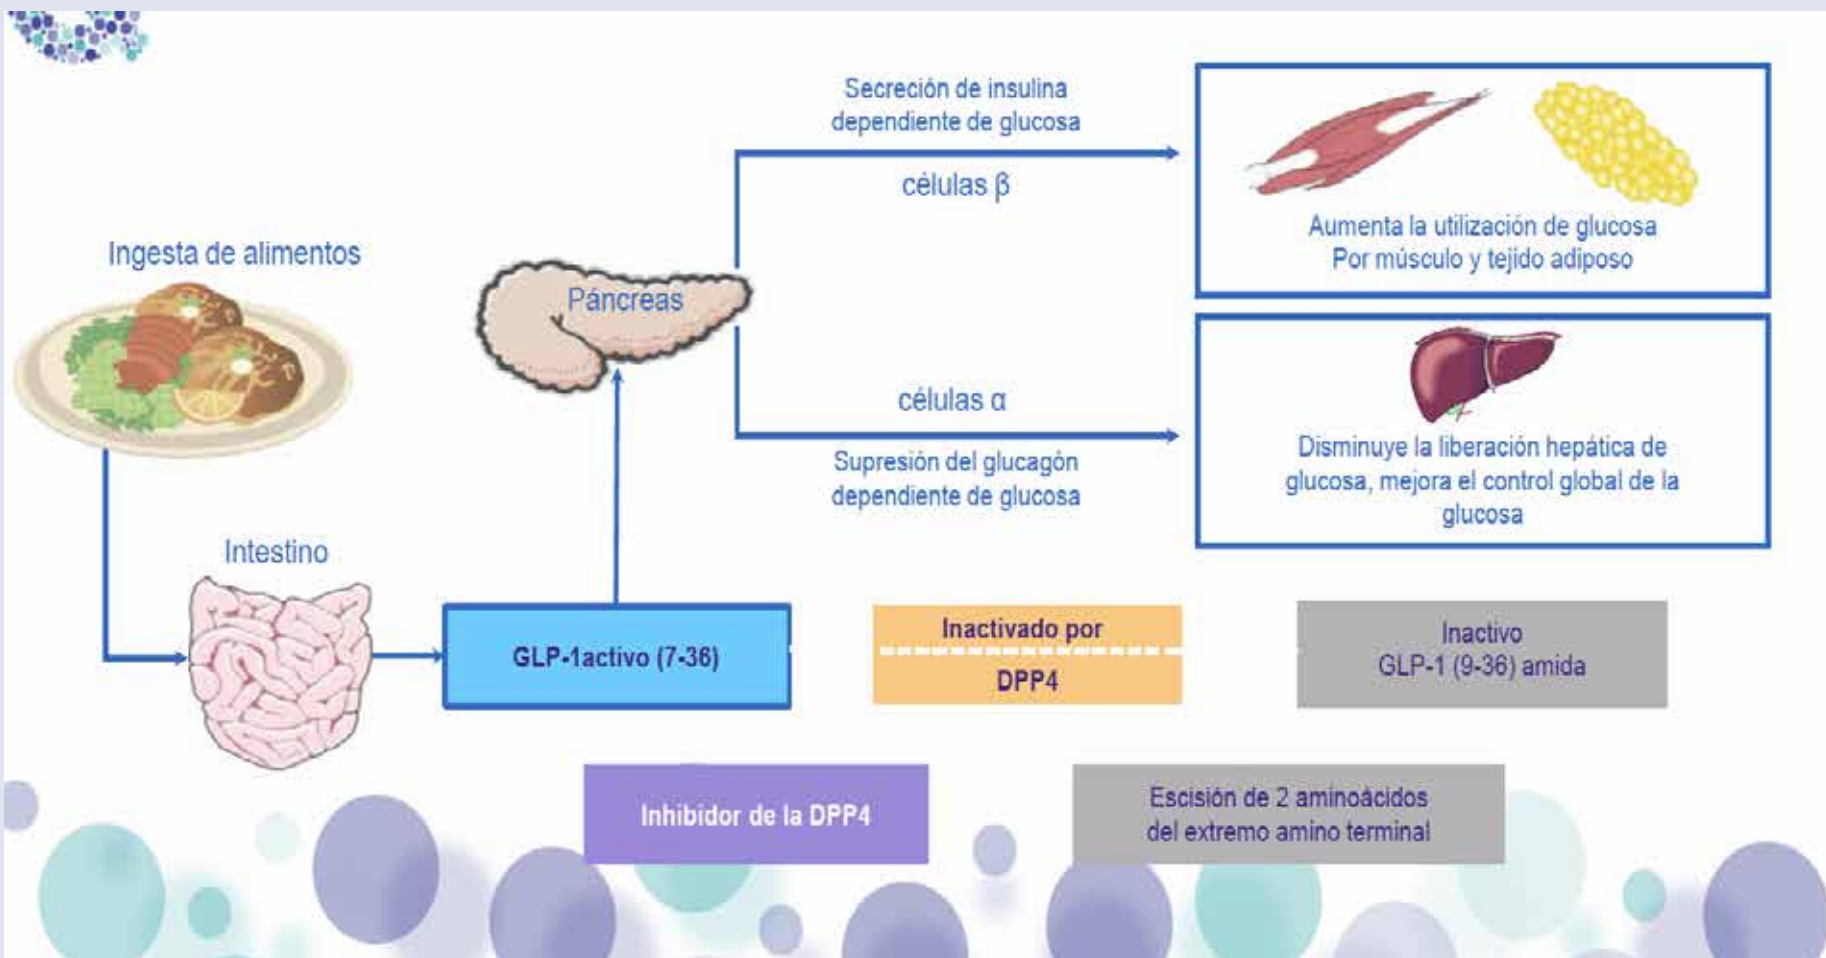 Secreción de insulina
dependiente de glucosa
células β
Aumenta la utilización de glucosa
Por músculo y tejido adiposo
Ingesta de alimentos
Páncreas
células α
Supresión del glucagón
dependiente de glucosa
Disminuye la liberación hepática de
glucosa, mejora el control global de la
glucosa
Intestino
GLP-1activo (7-36)
Inactivado por
DPP4
Inactivo
GLP-1 (9-36) amida
Inhibidor de la DPP4
Escisión de 2 aminoácidos
del extremo amino terminal